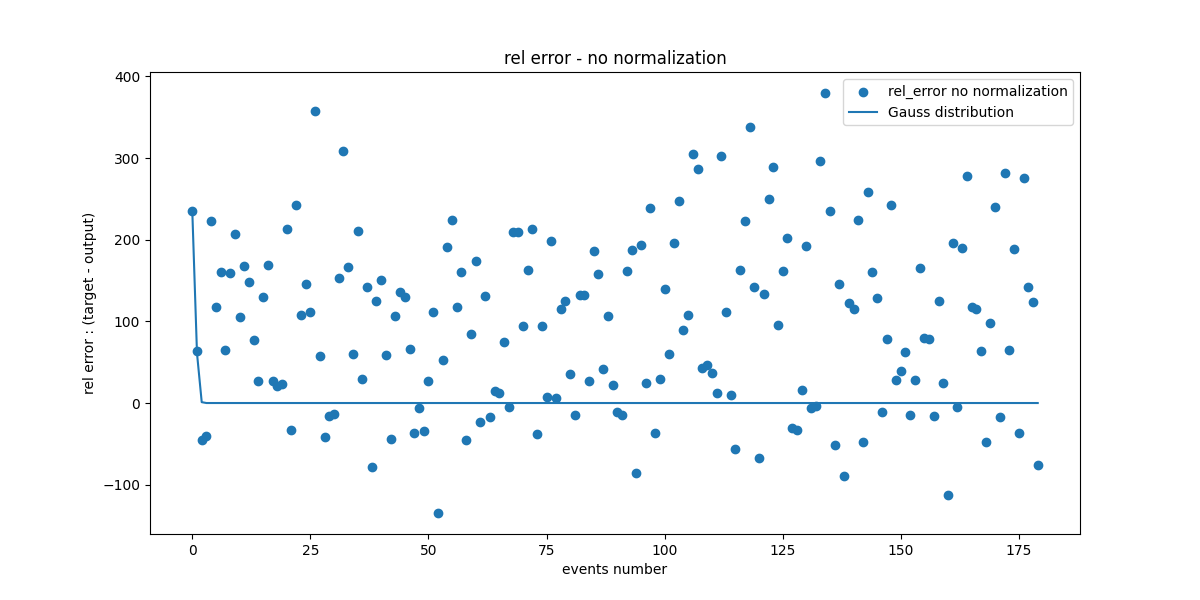 rel error - no normalization
rel error : (target - output)
400
300
200
100
0
−100
rel_error no normalization
Gauss distribution
0 25 50 75 100 125 150 175
events number